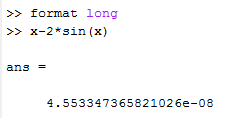 >> format long
>> x-2*sin(x)
ans =
4.553347365821026e-08